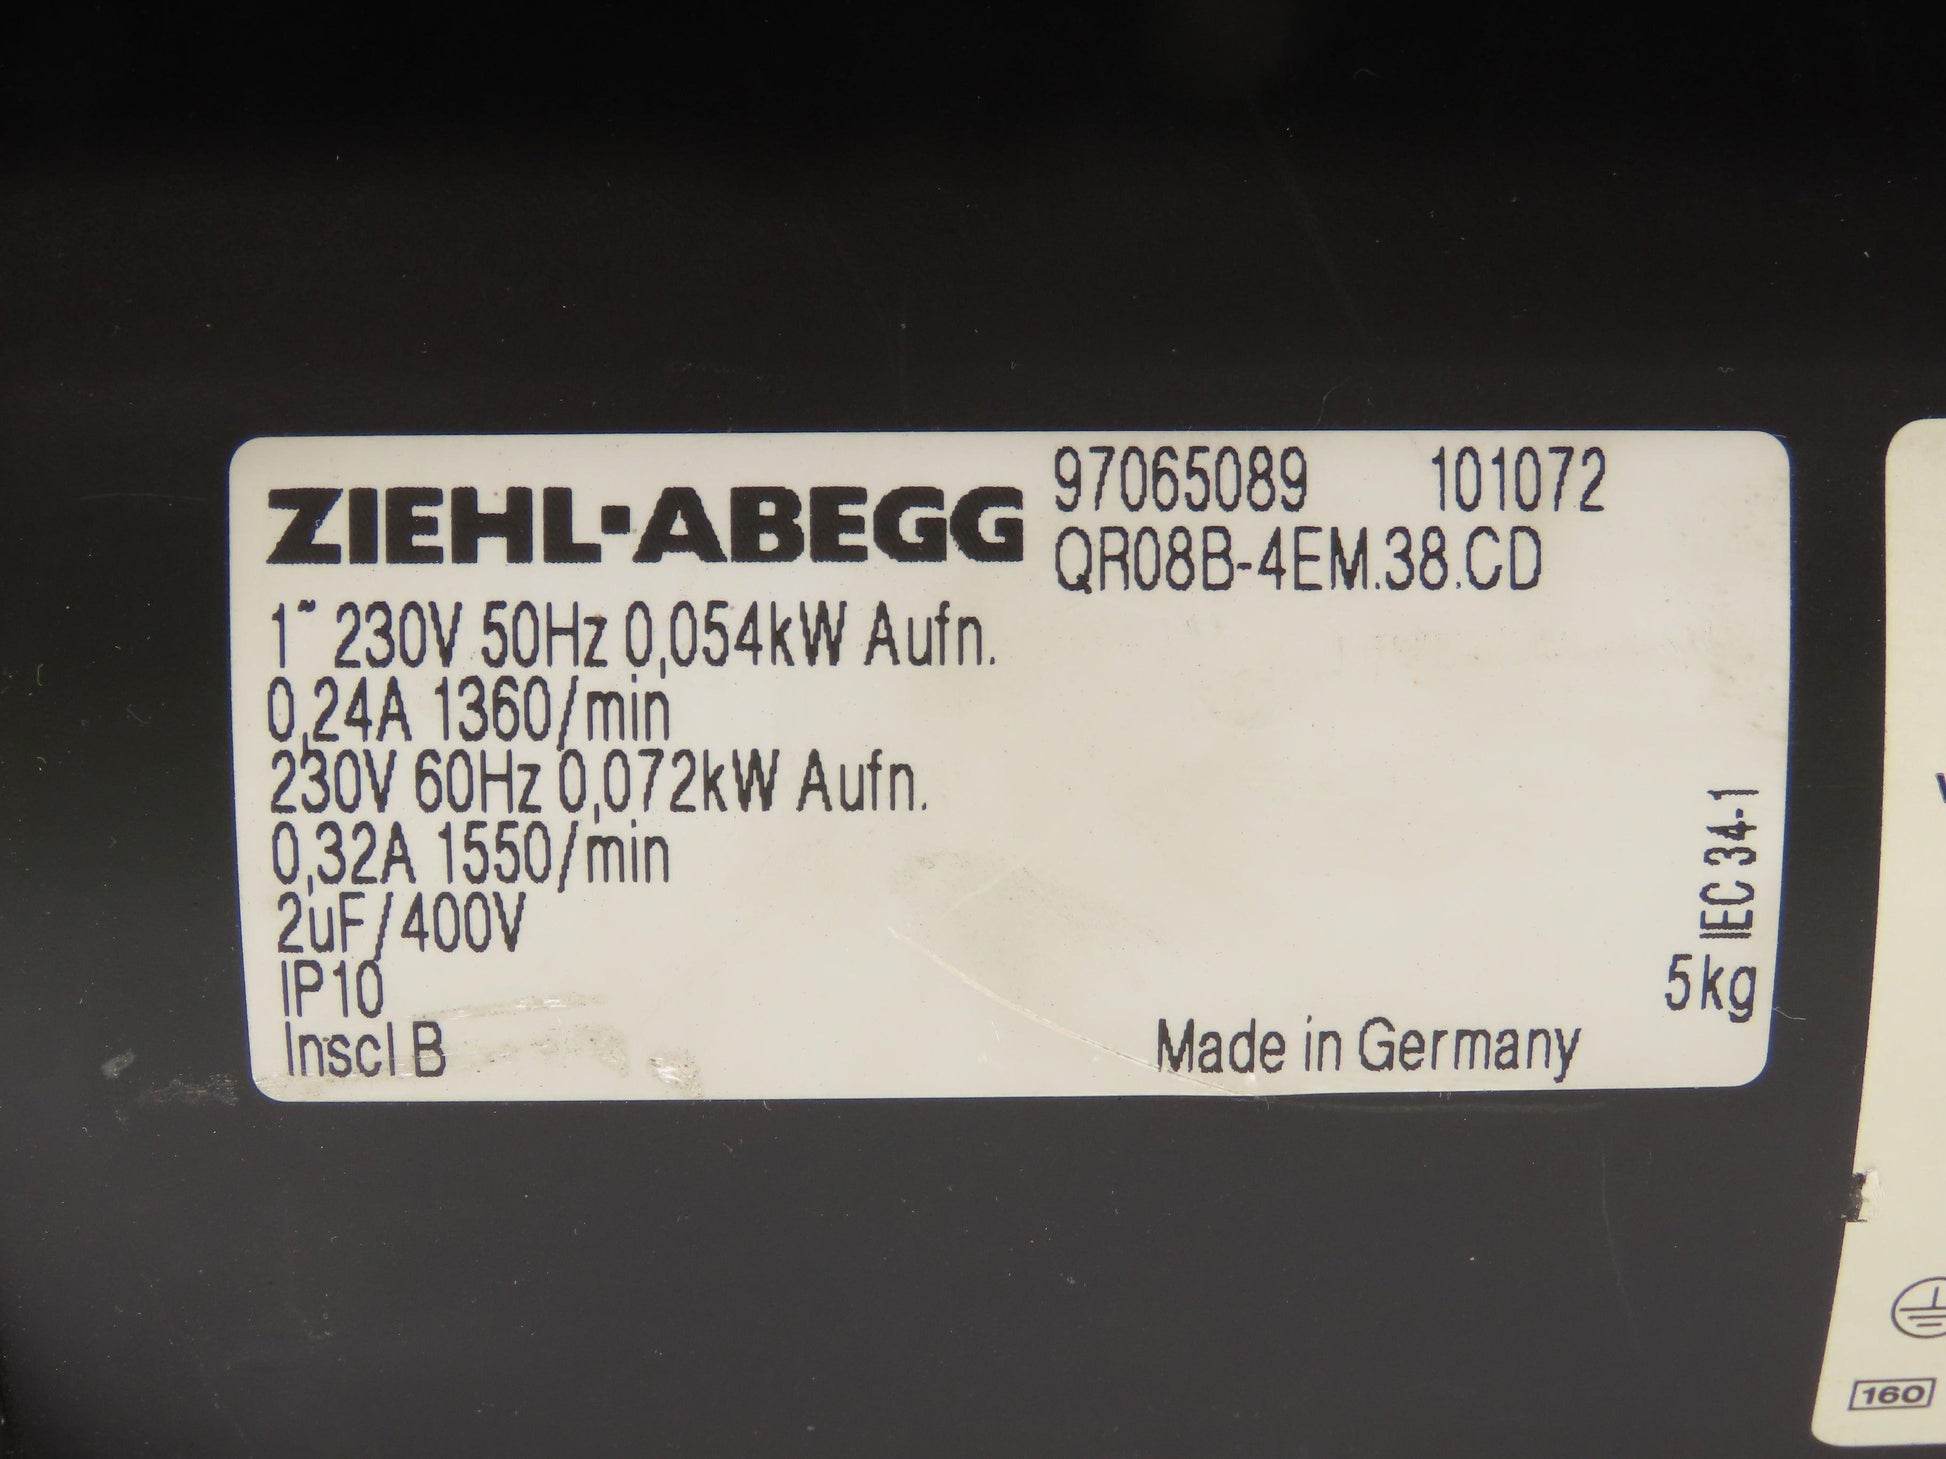 ZIEHL-ABEGG
97065089 101072
QR08B-4EM.38.CD
1~ 230V 50Hz 0,054kW Aufn.
0,24A 1360/min
230V 60Hz 0,072kW Aufn.
0,32A 1550/min
2uF/400V
IP10
Inscl B
IEC 34-1
5kg
Made in Germany
160